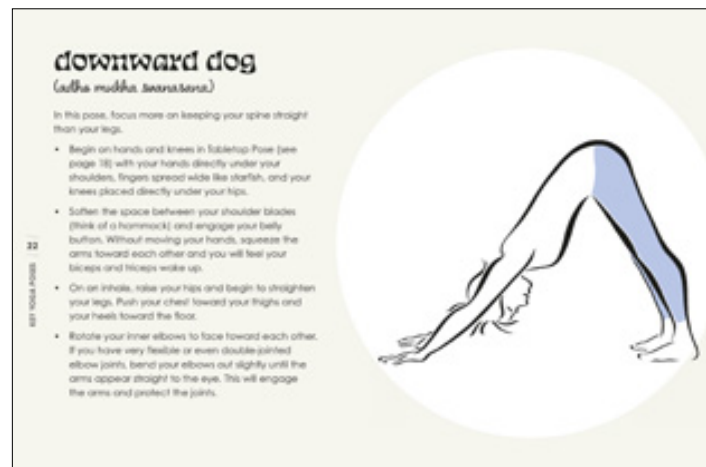 downward dog
(adho mukha svanasana)
In this pose, focus more on keeping your spine straight
than your legs.
• Begin on hands and knees in Tabletop Pose (see
page 18) with your hands directly under your
shoulders, fingers spread wide like starfish, and your
knees placed directly under your hips.
• Soften the space between your shoulder blades
(think of a hammock) and engage your belly
button. Without moving your hands, squeeze the
arms toward each other and you will feel your
biceps and triceps wake up.
• On an inhale, raise your hips and begin to straighten
your legs. Push your chest toward your thighs and
your heels toward the floor.
• Rotate your inner elbows to face toward each other.
If you have very flexible or even double-jointed
elbow joints, bend your elbows out slightly until the
arms appear straight to the eye. This will engage
the arms and protect the joints.
KEY YOGA POSES | 22